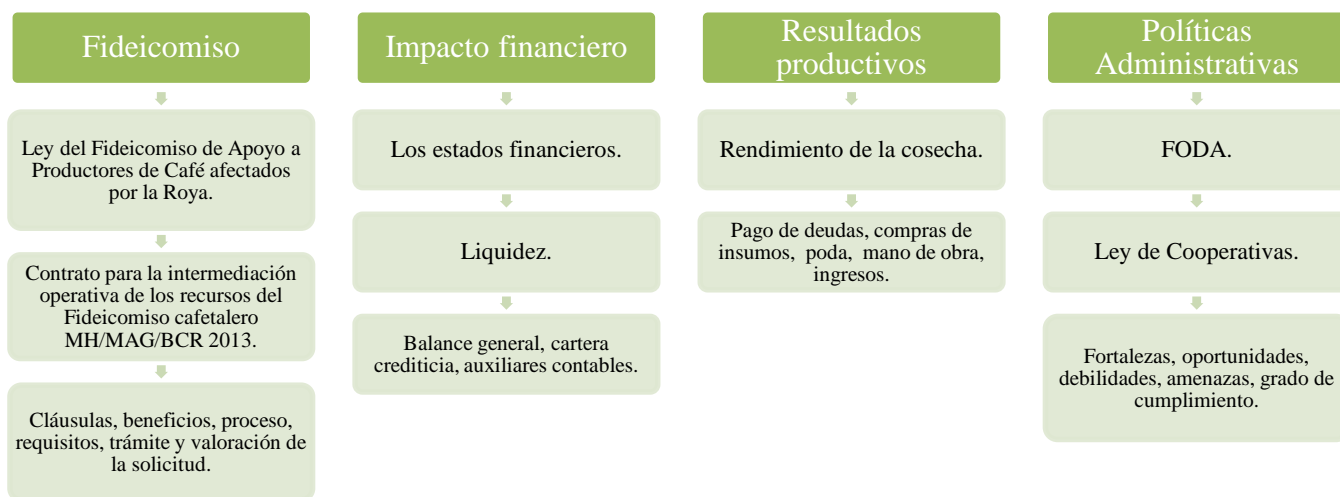 Fideicomiso
Ley del Fideicomiso de Apoyo a
Productores de Café afectados
por la Roya.
Contrato para la intermediación
operativa de los recursos del
Fideicomiso cafetalero
MH/MAG/BCR 2013.
Cláusulas, beneficios, proceso,
requisitos, trámite y valoración de
la solicitud.
Impacto financiero
Los estados financieros.
Liquidez.
Balance general, cartera
crediticia, auxiliares contables.
Resultados
productivos
Rendimiento de la cosecha.
Pago de deudas, compras de
insumos, poda, mano de obra,
ingresos.
Políticas
Administrativas
FODA.
Ley de Cooperativas.
Fortalezas, oportunidades,
debilidades, amenazas, grado de
cumplimiento.